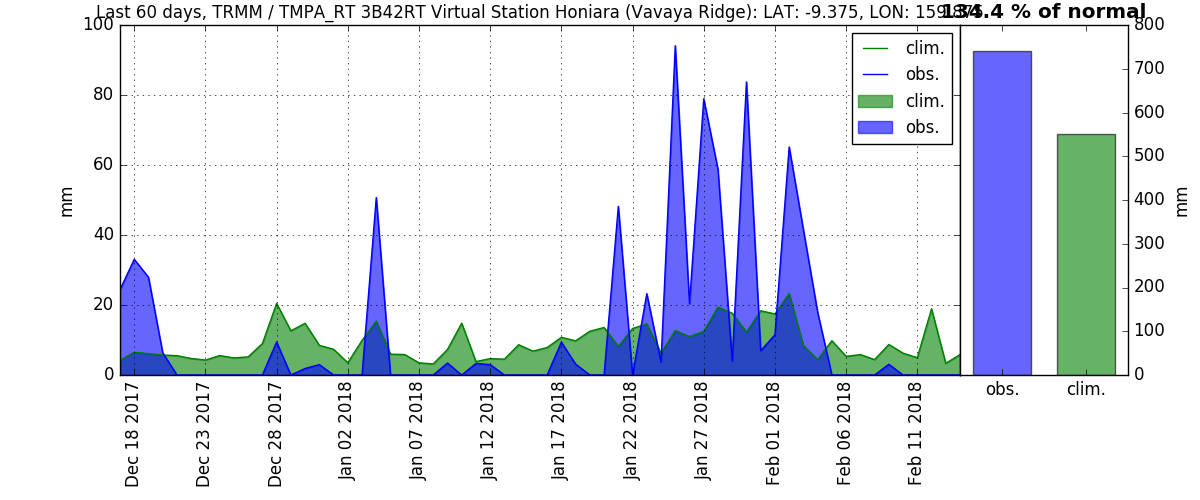 Last 60 days, TRMM / TMPA_RT 3B42RT Virtual Station Honiara (Vavaya Ridge): LAT: -9.375, LON:
134.4 % of normal
100
80
60
40
20
0
mm
clim.
obs.
clim.
obs.
Dec 18 2017
Dec 23 2017
Dec 28 2017
Jan 02 2018
Jan 07 2018
Jan 12 2018
Jan 17 2018
Jan 22 2018
Jan 27 2018
Feb 01 2018
Feb 06 2018
Feb 11 2018
800
700
600
500
400
300
200
100
0
mm
obs.
clim.